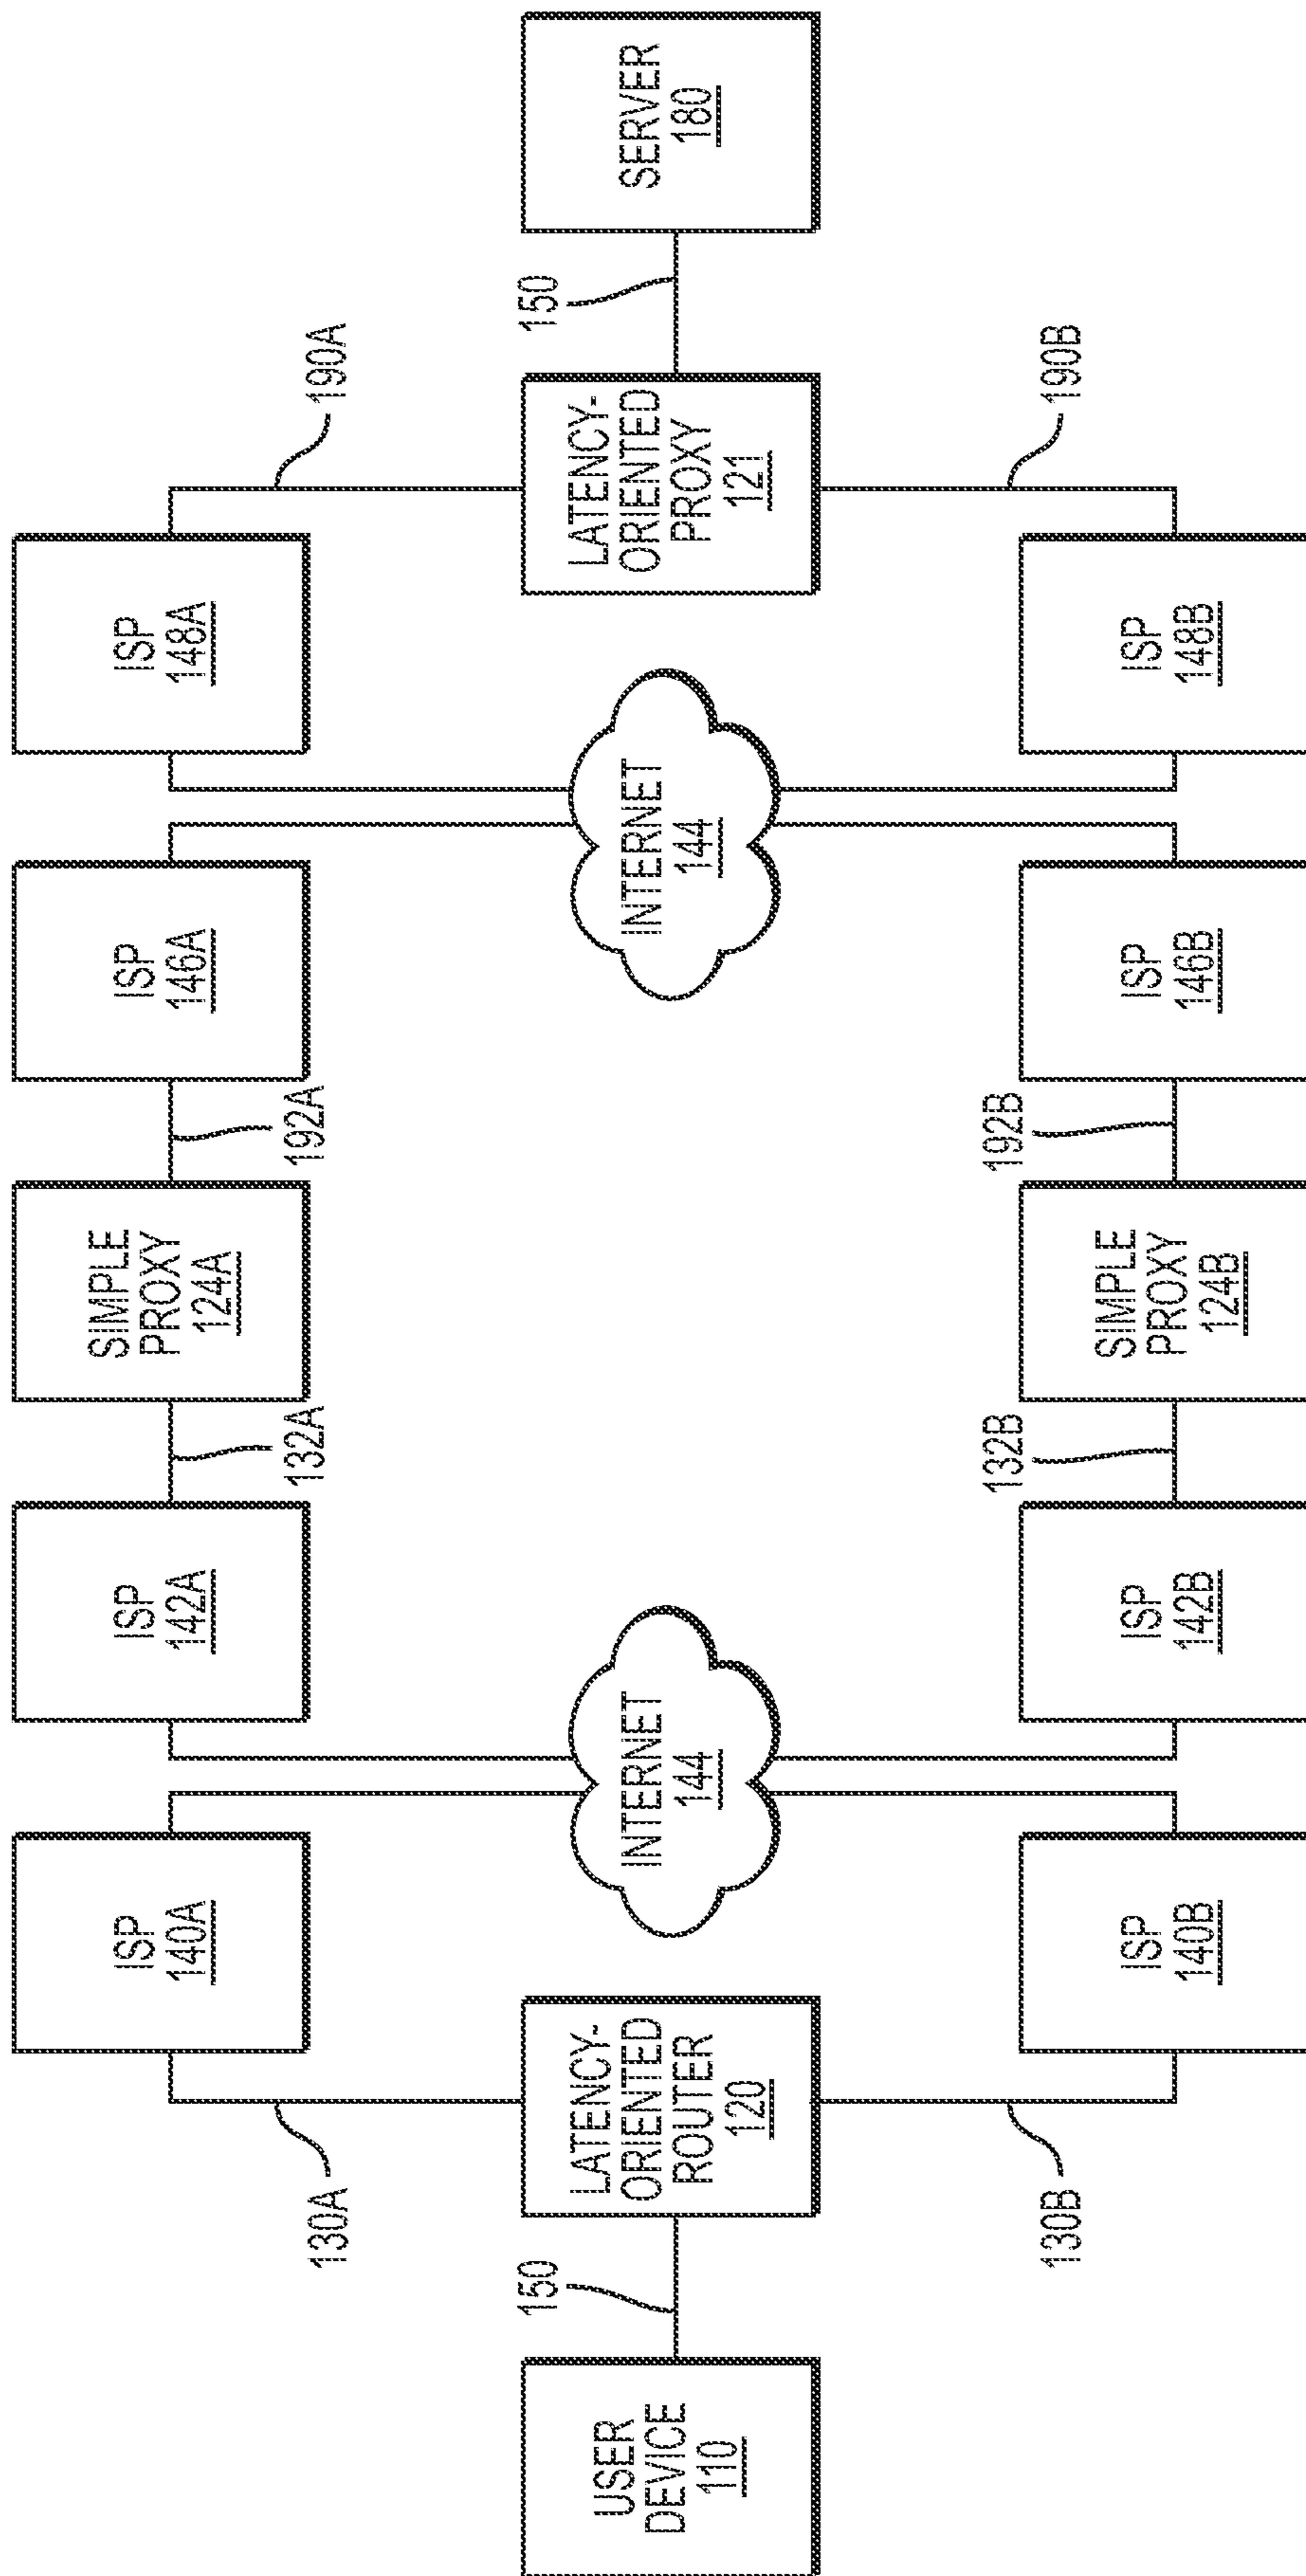 ISP
140A
ISP
142A
SIMPLE
PROXY
124A
ISP
146A
ISP
148A
130A
132A
192A
190A
USER
DEVICE
110
150
LATENCY-
ORIENTED
ROUTER
120
INTERNET
144
INTERNET
144
LATENCY-
ORIENTED
PROXY
121
150
SERVER
180
130B
132B
192B
190B
ISP
140B
ISP
142B
SIMPLE
PROXY
124B
ISP
146B
ISP
148B